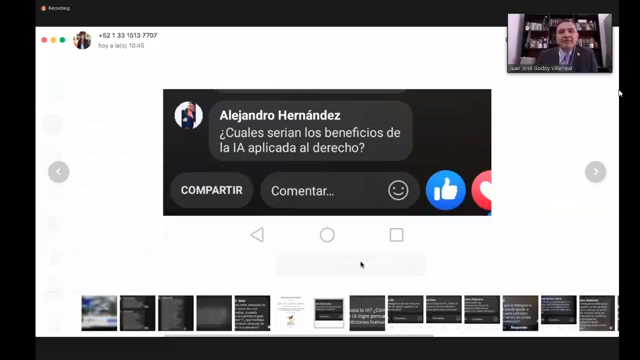 Recording
+52 1 33 1513 7707
hoy a la(s) 10:45
Juan José Godoy Villarreal
Alejandro Hernández
¿Cuales serian los beneficios de
la IA aplicada al derecho?
COMPARTIR
Comentar...
Responder